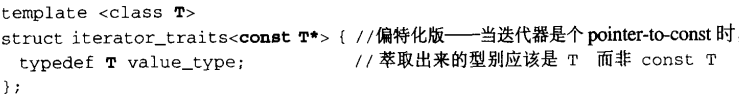 template <class T>
struct iterator_traits<const T*> { //偏特化版——当迭代器是个 pointer-to-const 时,
typedef T value_type; // 萃取出来的型别应该是 T 而非 const T
};